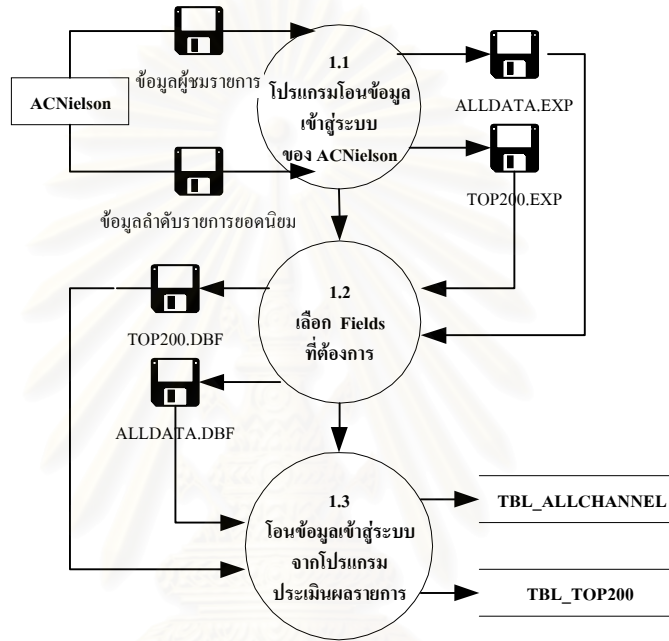 ACNielson
ข้อมูลผู้ชมรายการ
ข้อมูลลำดับรายการยอดนิยม
1.1
โปรแกรมโอนข้อมูล
เข้าสู่ระบบ
ของ ACNielson
ALLDATA.EXP
TOP200.EXP
1.2
เลือก Fields
ที่ต้องการ
TOP200.DBF
ALLDATA.DBF
1.3
โอนข้อมูลเข้าสู่ระบบ
จากโปรแกรม
ประเมินผลรายการ
TBL_ALLCHANNEL
TBL_TOP200